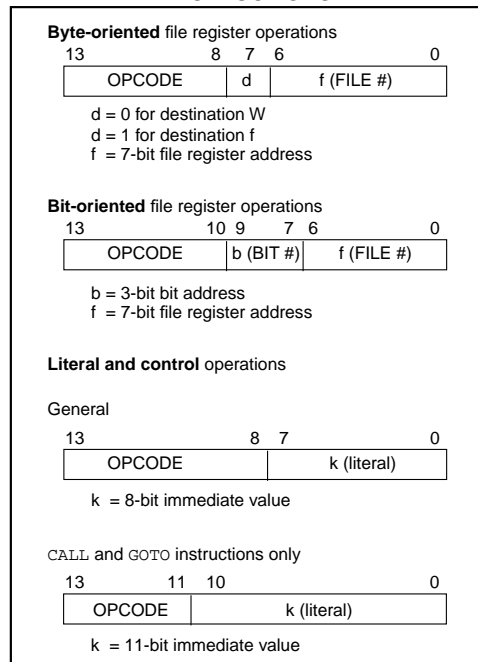 Byte-oriented file register operations
13 8 7 6 0
OPCODE d f (FILE #)
d = 0 for destination W
d = 1 for destination f
f = 7-bit file register address
Bit-oriented file register operations
13 10 9 7 6 0
OPCODE b (BIT #) f (FILE #)
b = 3-bit bit address
f = 7-bit file register address
Literal and control operations
General
13 8 7 0
OPCODE k (literal)
k = 8-bit immediate value
CALL and GOTO instructions only
13 11 10 0
OPCODE k (literal)
k = 11-bit immediate value